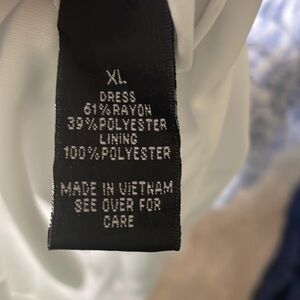 XL
DRESS
61%RAYON
39%POLYESTER
LINING
100%POLYESTER
MADE IN VIETNAM
SEE OVER FOR
CARE